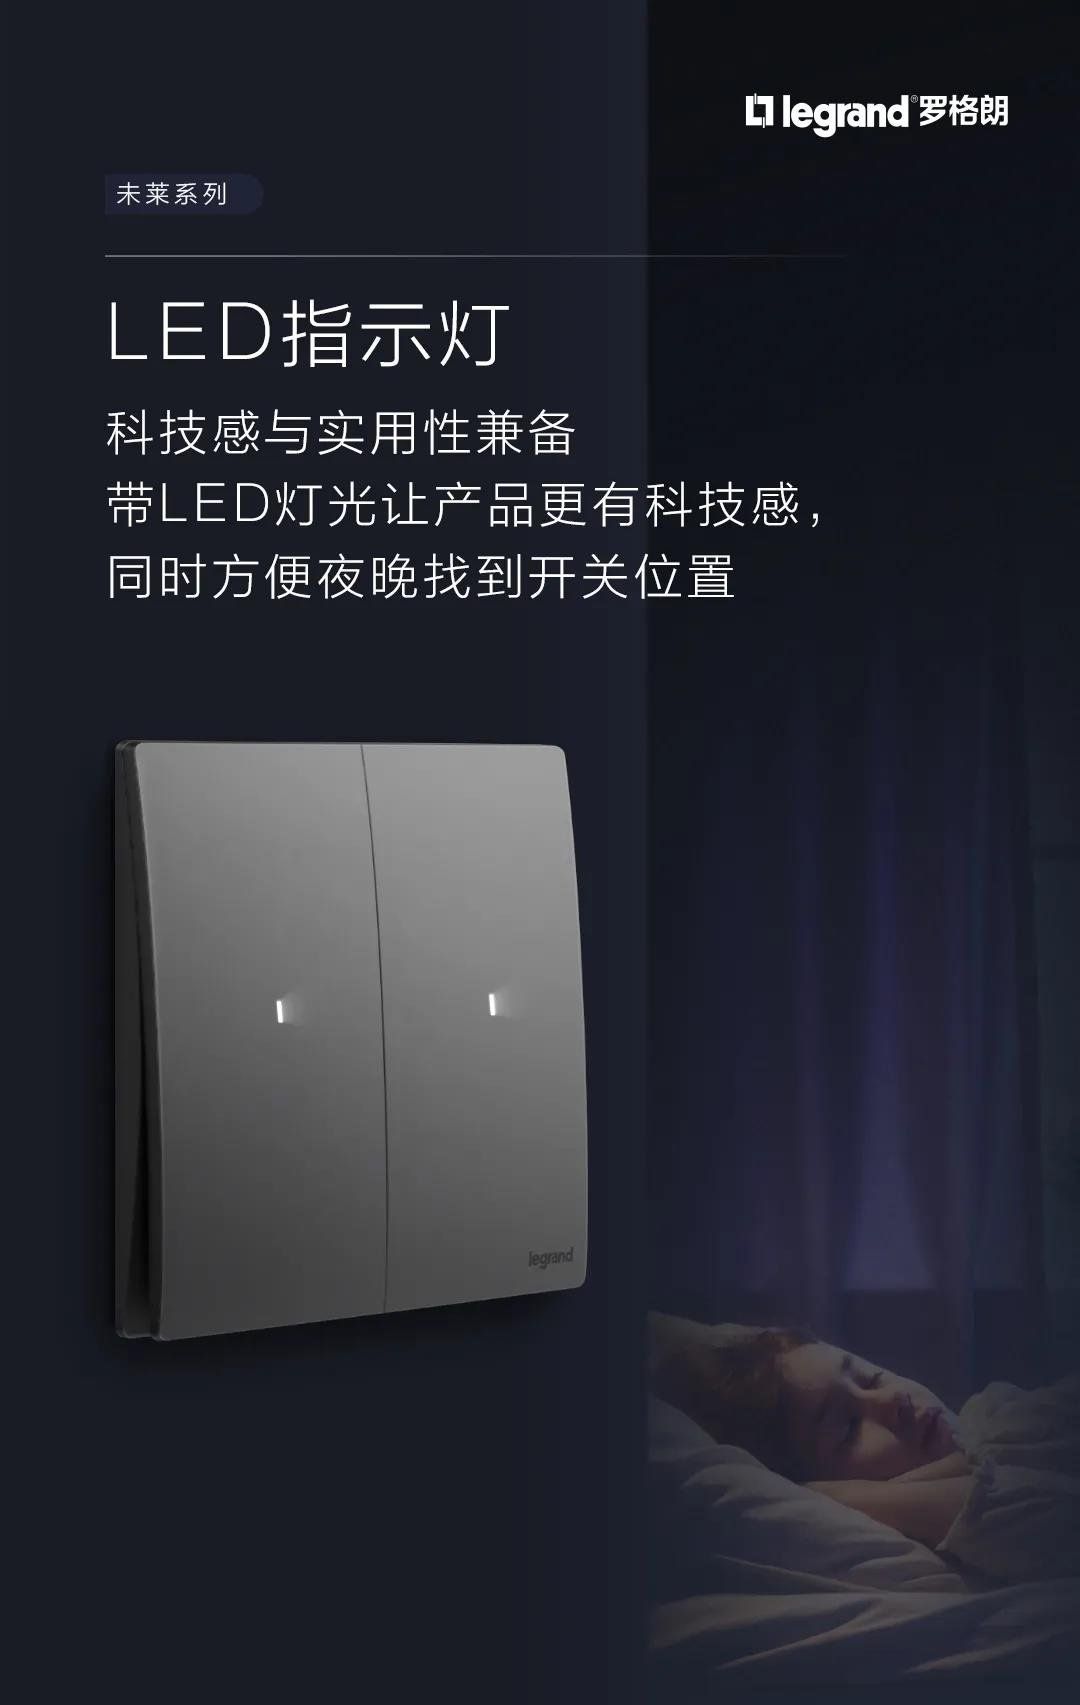 legrand®罗格朗
未莱系列
LED指示灯
科技感与实用性兼备
带LED灯光让产品更有科技感，
同时方便夜晚找到开关位置
legrand